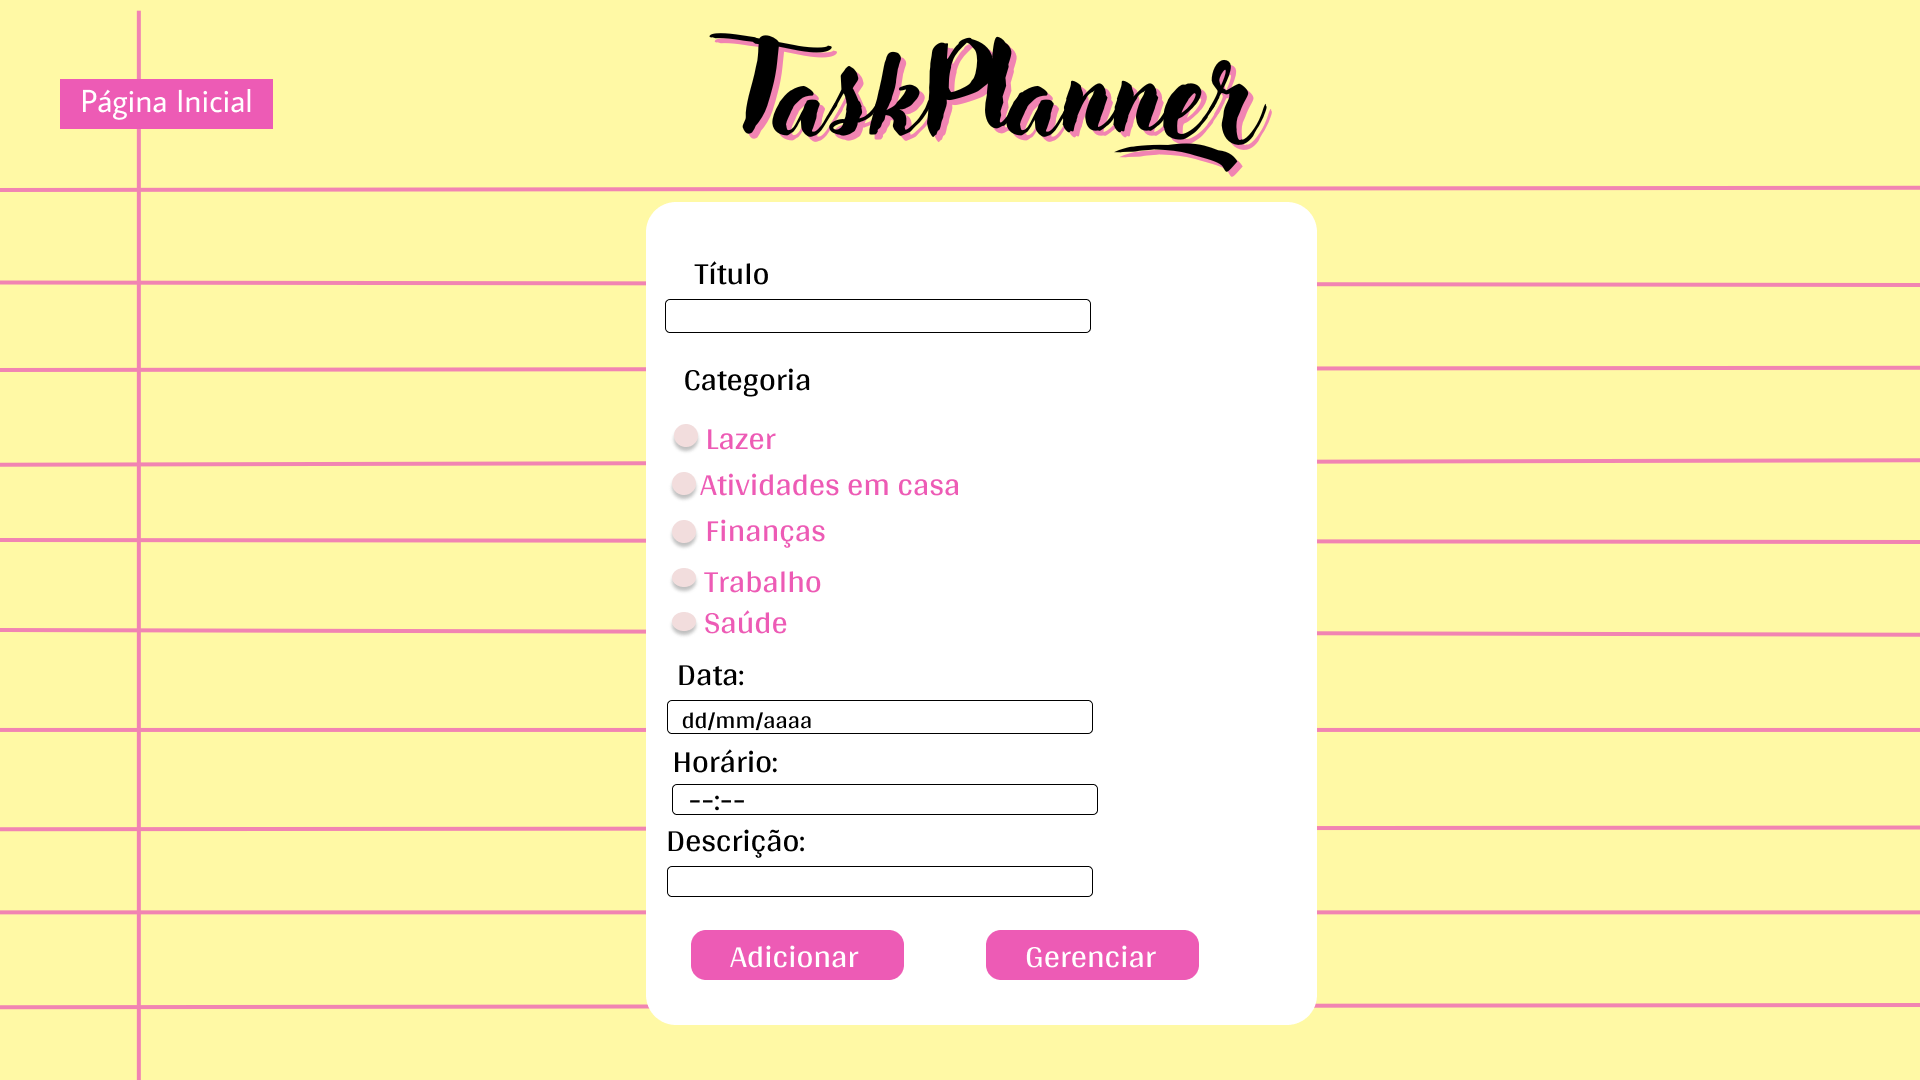 TaskPlanner
Página Inicial
Título
Categoria
Lazer
Atividades em casa
Finanças
Trabalho
Saúde
Data:
dd/mm/aaaa
Horário:
--:--
Descrição:
Adicionar
Gerenciar